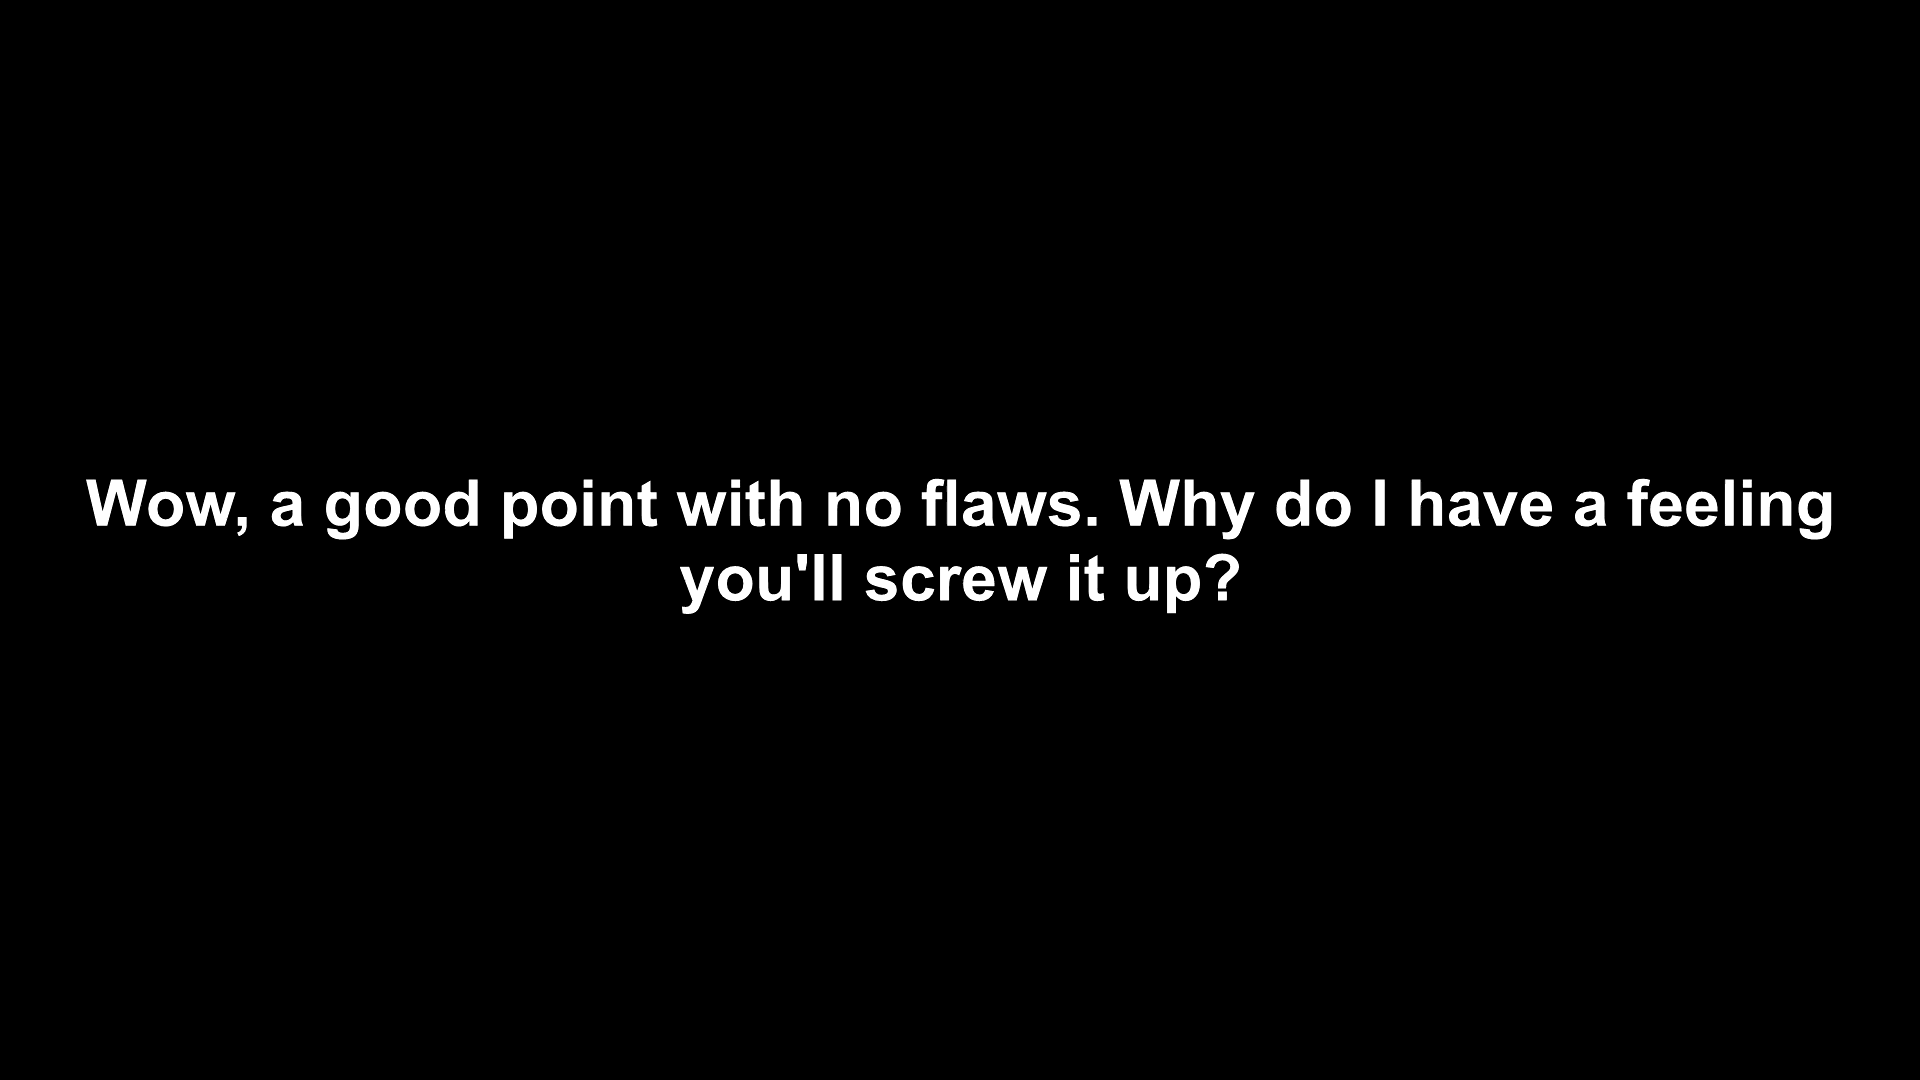 Wow, a good point with no flaws. Why do I have a feeling
you'll screw it up?